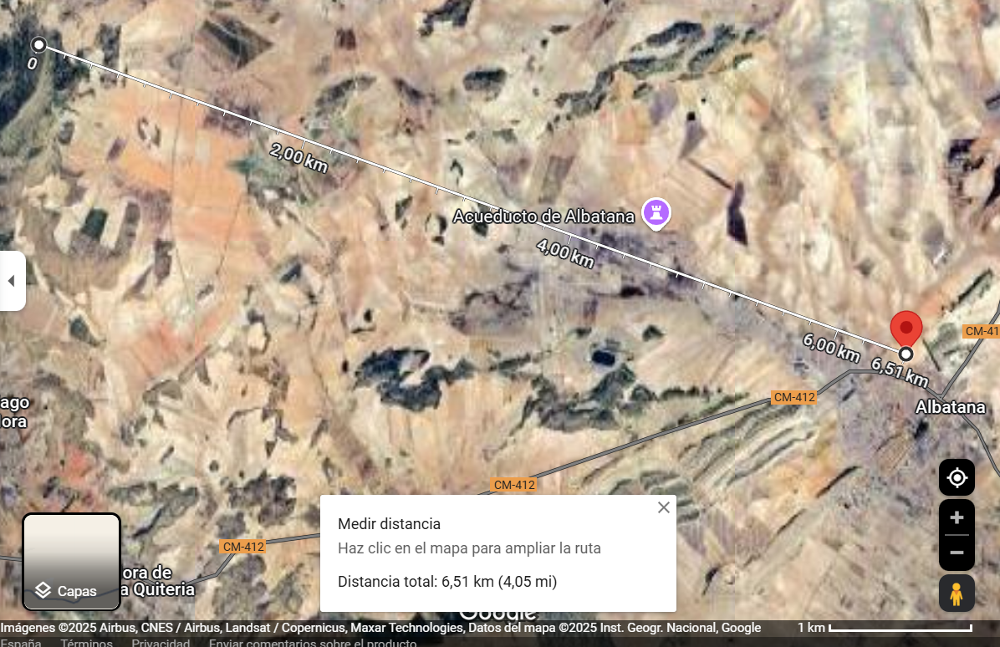 0
2,00 km
Acueducto de Albatana
4,00 km
6,00 km
6,51 km
CM-41
ago
ora
CM-412
Albatana
CM-412
Medir distancia
Haz clic en el mapa para ampliar la ruta
Distancia total: 6,51 km (4,05 mi)
CM-412
ora de
a Quiteria
Capas
Google
Imágenes ©2025 Airbus, CNES / Airbus, Landsat / Copernicus, Maxar Technologies, Datos del mapa ©2025 Inst. Geogr. Nacional, Google
1 km
España Términos Privacidad Enviar comentarios sobre el producto